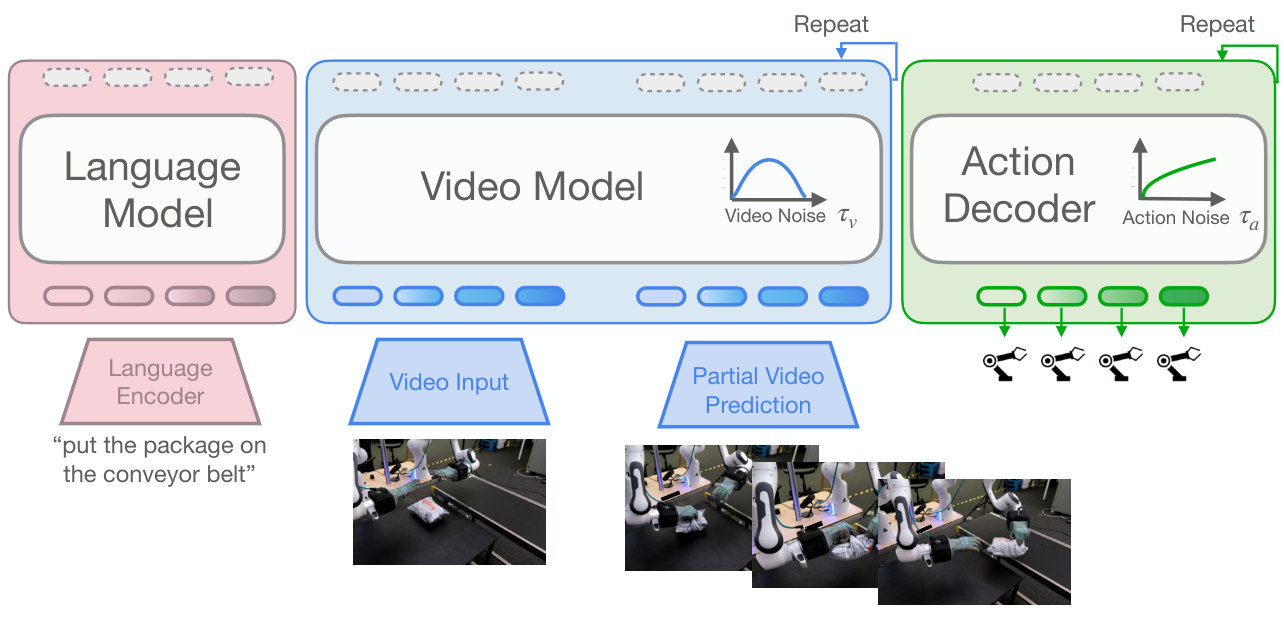 Repeat
Repeat
Language
Model
Video Model
Video Noise τᵥ
Action
Decoder
Action Noise τₐ
Language
Encoder
Video Input
Partial Video
Prediction
“put the package on
the conveyor belt”